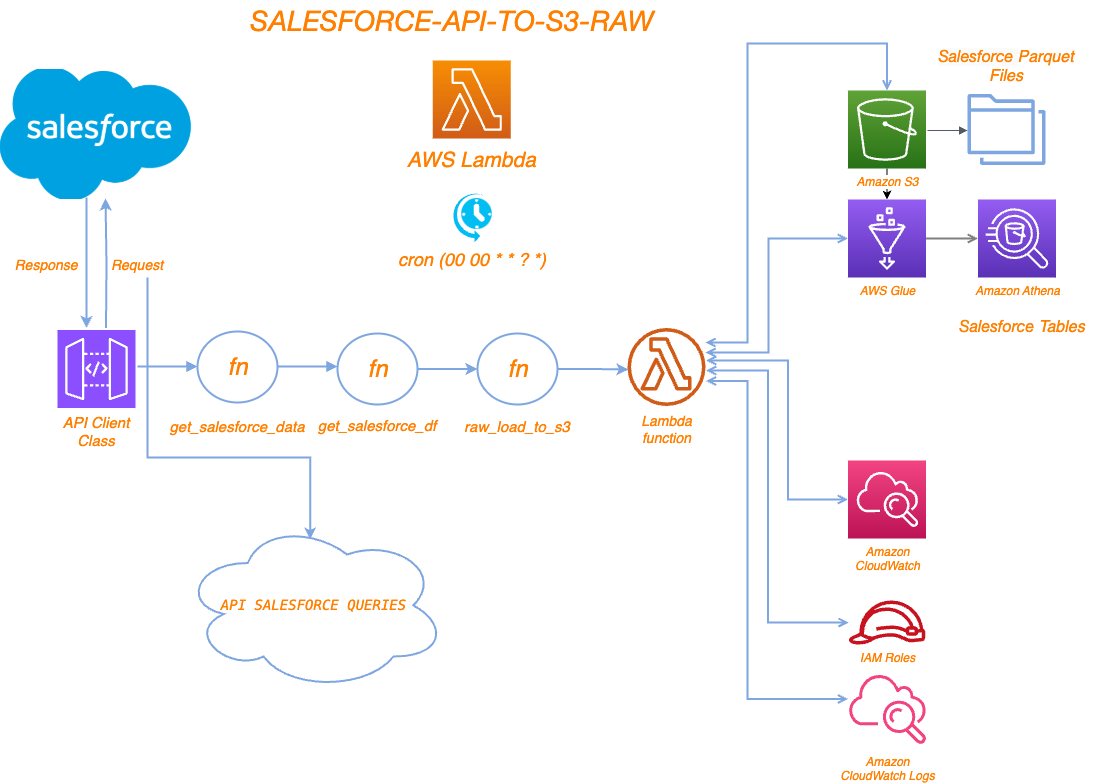 SALESFORCE-API-TO-S3-RAW
salesforce
AWS Lambda
cron (00 00 * * ? *)
Response
Request
API Client
Class
</>
fn
get_salesforce_data
fn
get_salesforce_df
fn
raw_load_to_s3
Lambda
function
API SALESFORCE QUERIES
Salesforce Parquet
Files
Amazon S3
AWS Glue
Amazon Athena
Salesforce Tables
Amazon
CloudWatch
IAM Roles
Amazon
CloudWatch Logs